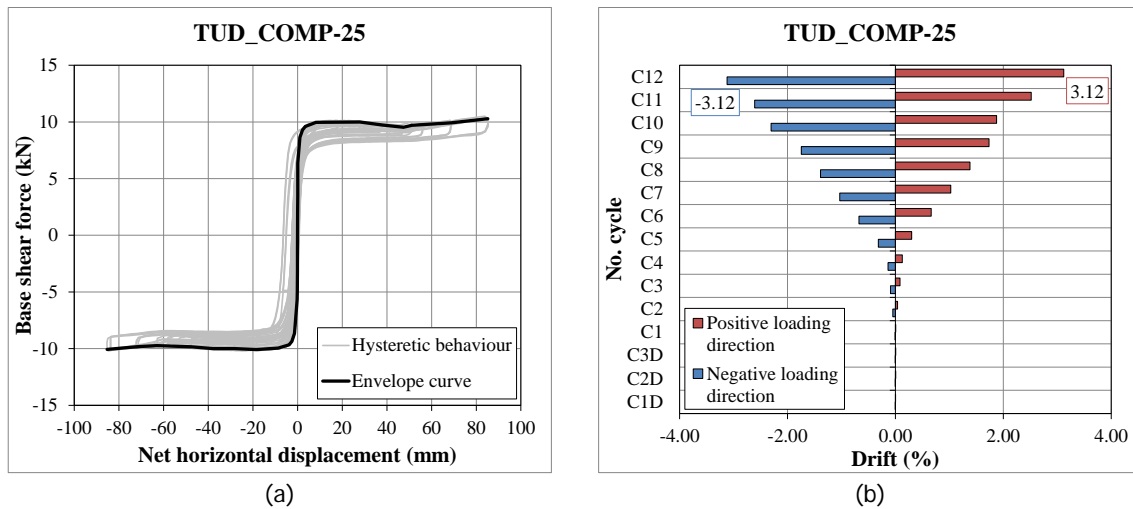 TUD_COMP-25
15
10
5
0
-5
-10
-15
Base shear force (kN)
Hysteretic behaviour
Envelope curve
-100 -80 -60 -40 -20 0 20 40 60 80 100
Net horizontal displacement (mm)
(a)
TUD_COMP-25
C12
C11
C10
C9
C8
C7
C6
C5
C4
C3
C2
C1
C3D
C2D
C1D
No. cycle
-3.12
3.12
Positive loading
direction
Negative loading
direction
-4.00 -2.00 0.00 2.00 4.00
Drift (%)
(b)